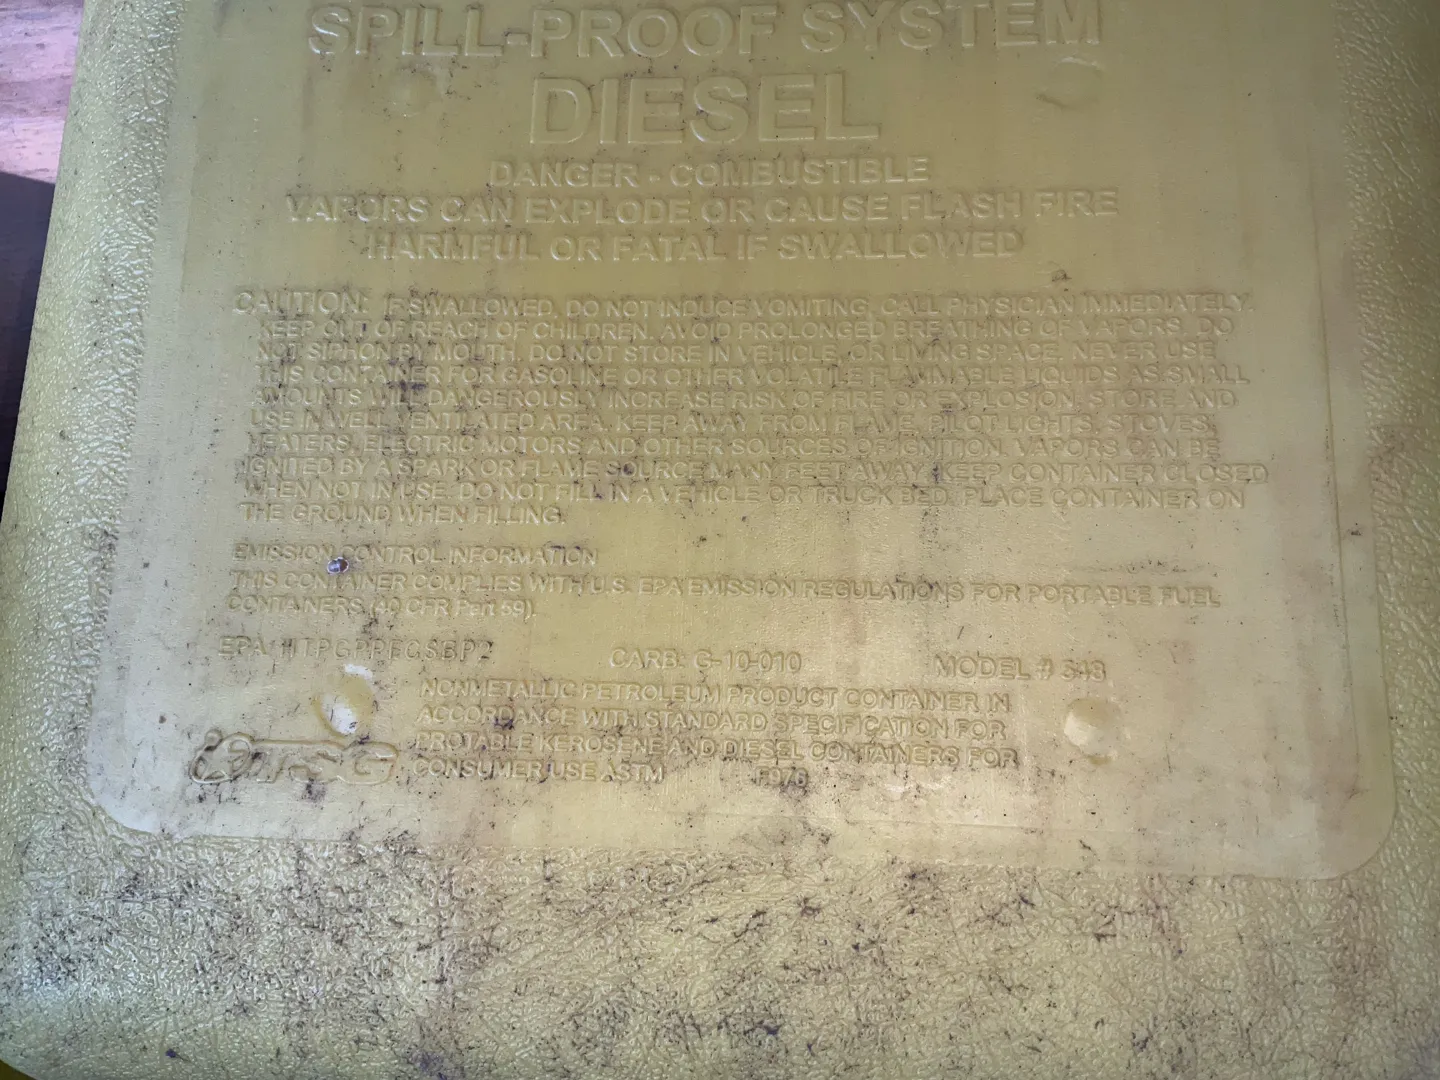 SPILL-PROOF SYSTEM
DIESEL
DANGER - COMBUSTIBLE
VAPORS CAN EXPLODE OR CAUSE FLASH FIRE
HARMFUL OR FATAL IF SWALLOWED
CAUTION: IF SWALLOWED, DO NOT INDUCE VOMITING, CALL PHYSICIAN IMMEDIATELY.
KEEP OUT OF REACH OF CHILDREN. AVOID PROLONGED BREATHING OF VAPORS. DO
NOT SIPHON BY MOUTH. DO NOT STORE IN VEHICLE, OR LIVING SPACE. NEVER USE
THIS CONTAINER FOR GASOLINE OR OTHER VOLATILE FLAMMABLE LIQUIDS AS SMALL
AMOUNTS WILL DANGEROUSLY INCREASE RISK OF FIRE OR EXPLOSION. STORE AND
USE IN WELL VENTILATED AREA. KEEP AWAY FROM FLAME, PILOT LIGHTS, STOVES,
HEATERS, ELECTRIC MOTORS AND OTHER SOURCES OF IGNITION. VAPORS CAN BE
IGNITED BY A SPARK OR FLAME SOURCE MANY FEET AWAY. KEEP CONTAINER CLOSED
WHEN NOT IN USE. DO NOT FILL IN A VEHICLE OR TRUCK BED. PLACE CONTAINER ON
THE GROUND WHEN FILLING.
EMISSION CONTROL INFORMATION
THIS CONTAINER COMPLIES WITH U.S. EPA EMISSION REGULATIONS FOR PORTABLE FUEL
CONTAINERS (40 CFR Part 59).
EPA:
CARB: G-10-010
MODEL #
NONMETALLIC PETROLEUM PRODUCT CONTAINER IN
ACCORDANCE WITH STANDARD SPECIFICATION FOR
PROTABLE KEROSENE AND DIESEL CONTAINERS FOR
CONSUMER USE ASTM F976